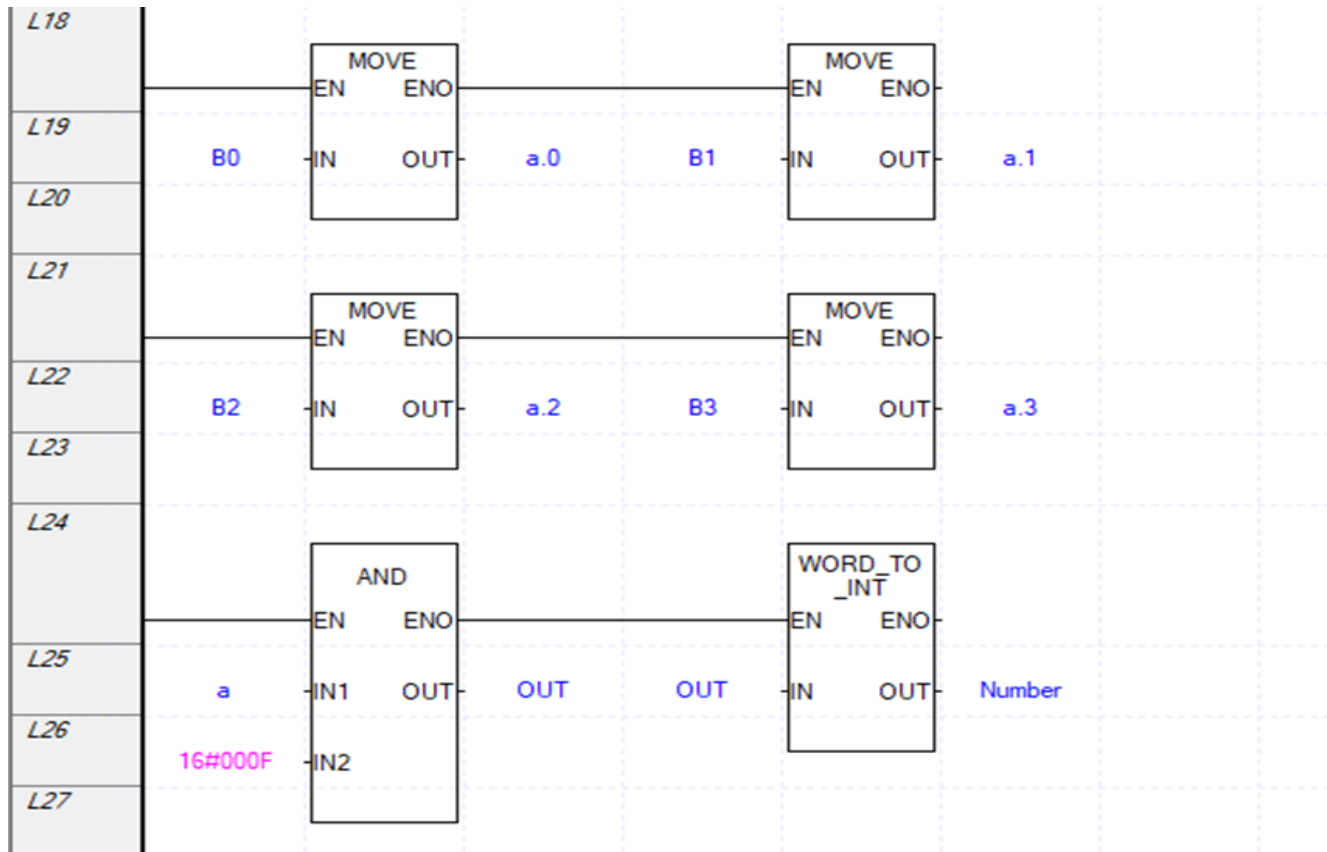 L18
MOVE MOVE
EN ENO EN ENO
L19
B0 IN OUT a.0 B1 IN OUT a.1
L20
L21
MOVE MOVE
EN ENO EN ENO
L22
B2 IN OUT a.2 B3 IN OUT a.3
L23
L24
AND WORD_TO
_INT
EN ENO EN ENO
L25
a IN1 OUT OUT OUT IN OUT Number
L26
16#000F IN2
L27